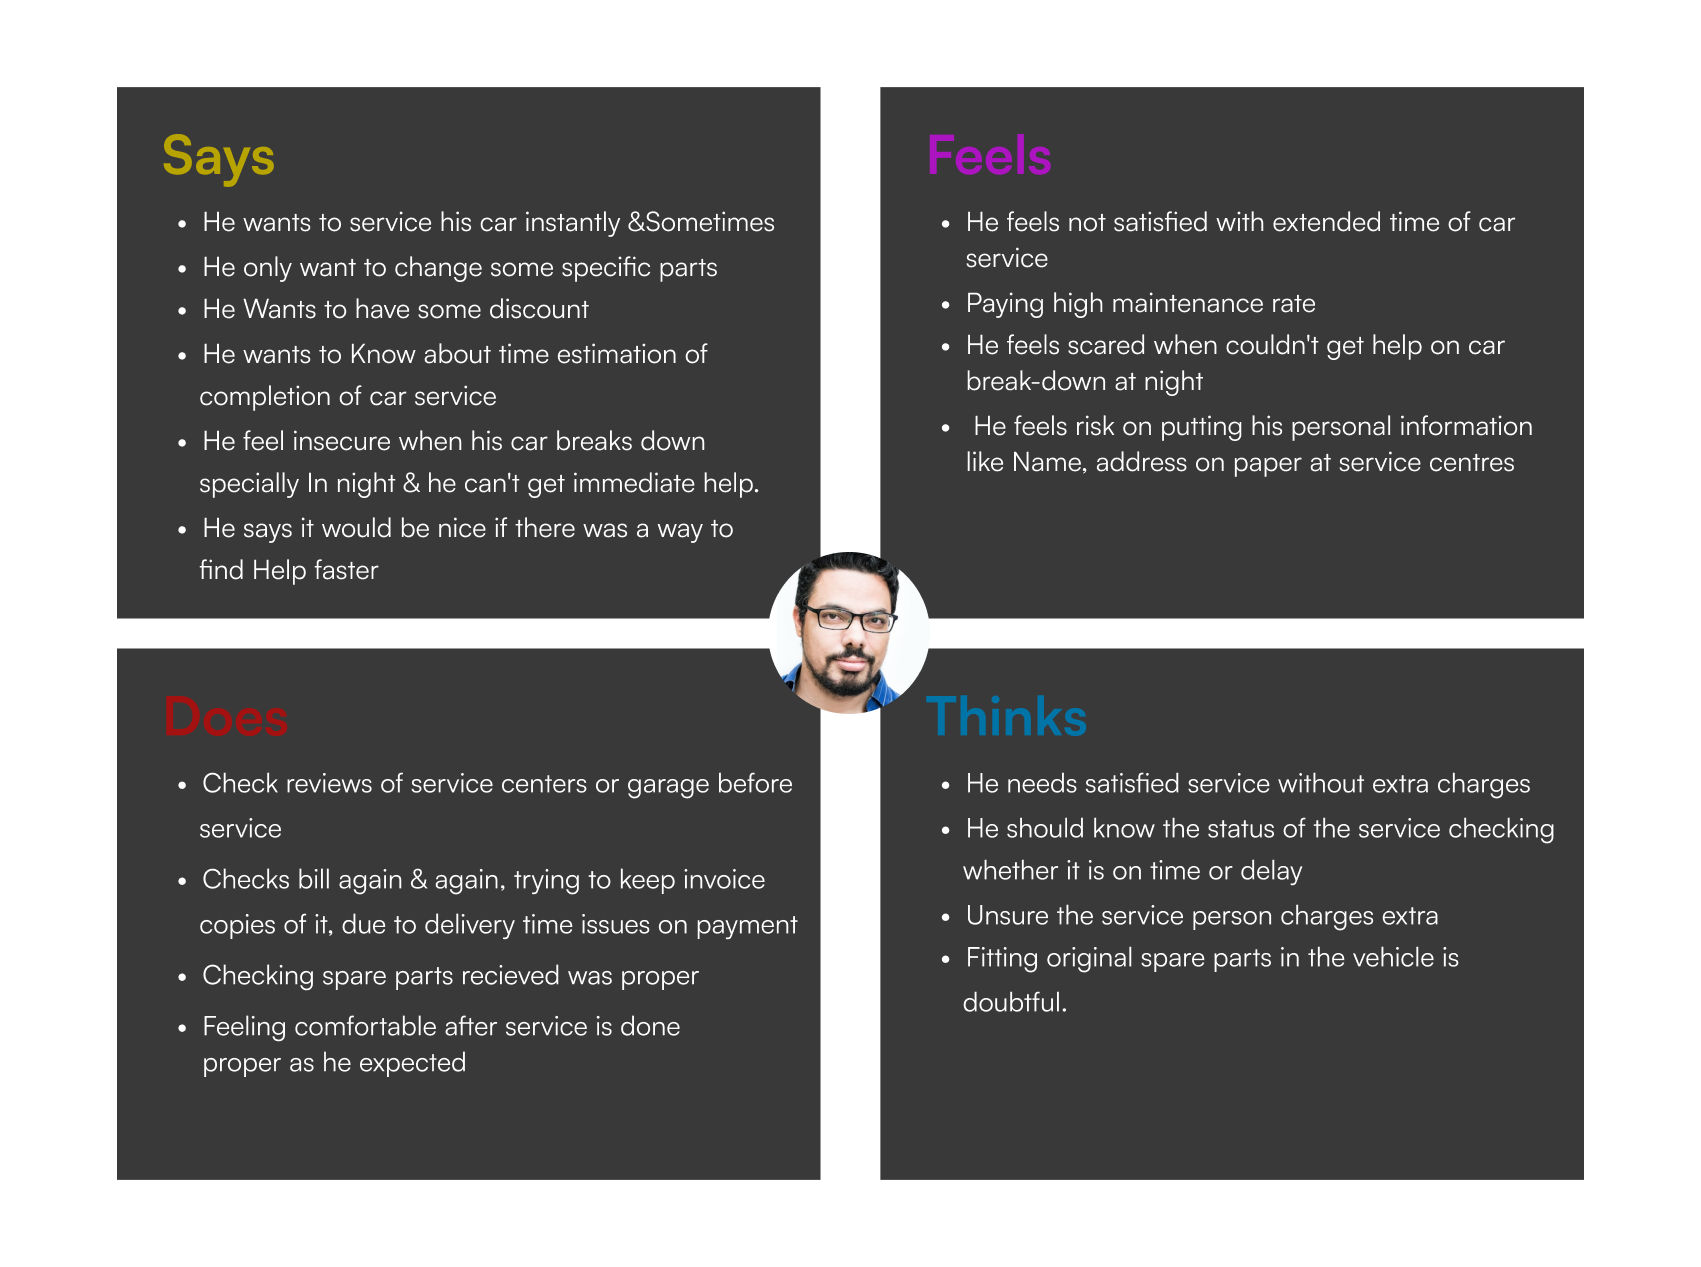 Says
• He wants to service his car instantly &Sometimes
• He only want to change some specific parts
• He Wants to have some discount
• He wants to Know about time estimation of
completion of car service
• He feel insecure when his car breaks down
specially In night & he can't get immediate help.
• He says it would be nice if there was a way to
find Help faster
Feels
• He feels not satisfied with extended time of car
service
• Paying high maintenance rate
• He feels scared when couldn't get help on car
break-down at night
• He feels risk on putting his personal information
like Name, address on paper at service centres
Does
• Check reviews of service centers or garage before
service
• Checks bill again & again, trying to keep invoice
copies of it, due to delivery time issues on payment
• Checking spare parts recieved was proper
• Feeling comfortable after service is done
proper as he expected
Thinks
• He needs satisfied service without extra charges
• He should know the status of the service checking
whether it is on time or delay
• Unsure the service person charges extra
• Fitting original spare parts in the vehicle is
doubtful.